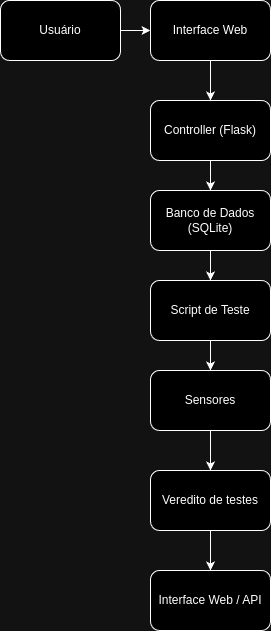 Usuário
Interface Web
Controller (Flask)
Banco de Dados
(SQLite)
Script de Teste
Sensores
Veredito de testes
Interface Web / API